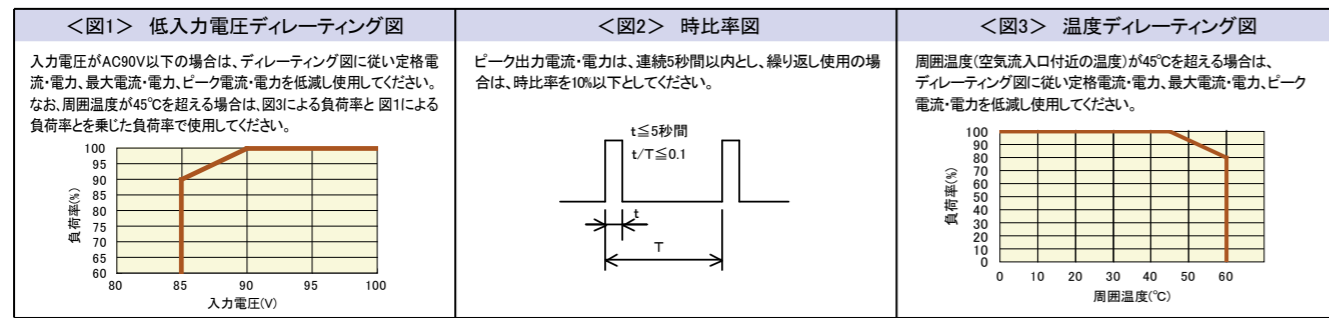 <図1> 低入力電圧ディレーティング図
入力電圧がAC90V以下の場合は、ディレーティング図に従い定格電
流・電力、最大電流・電力、ピーク電流・電力を低減し使用してください。
なお、周囲温度が45℃を超える場合は、図3による負荷率と 図1による
負荷率とを乗じた負荷率で使用してください。
100
95
90
85
80
75
70
65
60
負荷率(%)
80 85 90 95 100
入力電圧(V)
<図2> 時比率図
ピーク出力電流・電力は、連続5秒間以内とし、繰り返し使用の場
合は、時比率を10%以下としてください。
t≦5秒間
t/T≦0.1
t
T
<図3> 温度ディレーティング図
周囲温度(空気流入口付近の温度)が45℃を超える場合は、
ディレーティング図に従い定格電流・電力、最大電流・電力、ピーク
電流・電力を低減し使用してください。
100
90
80
70
60
50
40
30
20
10
0
負荷率(%)
0 10 20 30 40 50 60
周囲温度(℃)